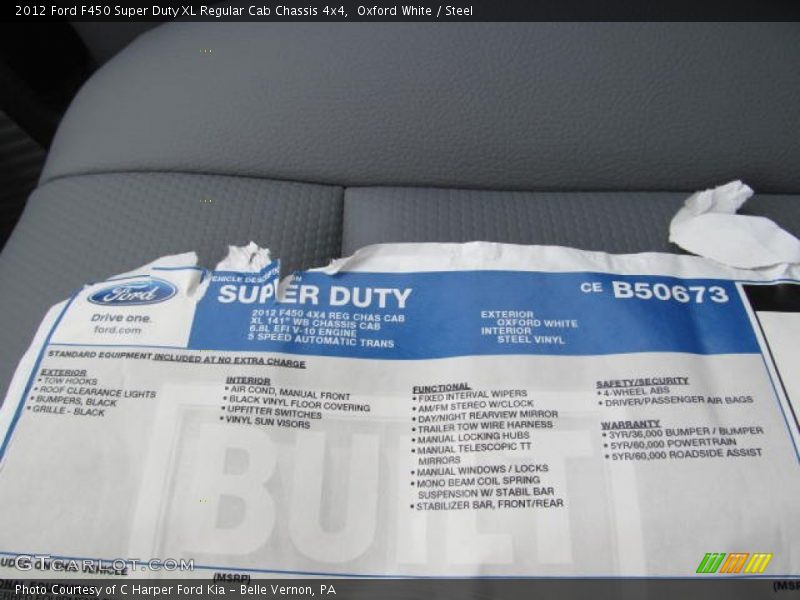 2012 Ford F450 Super Duty XL Regular Cab Chassis 4x4,  Oxford White / Steel
Ford
Drive one.
ford.com
SUPER DUTY
2012 F450 4X4 REG CHAS CAB
XL 141" WB CHASSIS CAB
6.8L EFI V-10 ENGINE
5 SPEED AUTOMATIC TRANS
EXTERIOR
OXFORD WHITE
INTERIOR
STEEL VINYL
CE B50673
STANDARD EQUIPMENT INCLUDED AT NO EXTRA CHARGE
EXTERIOR
• TOW HOOKS
• ROOF CLEARANCE LIGHTS
• BUMPERS, BLACK
• GRILLE - BLACK
INTERIOR
• AIR COND, MANUAL FRONT
• BLACK VINYL FLOOR COVERING
• UPFITTER SWITCHES
• VINYL SUN VISORS
FUNCTIONAL
• FIXED INTERVAL WIPERS
• AM/FM STEREO W/CLOCK
• DAY/NIGHT REARVIEW MIRROR
• TRAILER TOW WIRE HARNESS
• MANUAL LOCKING HUBS
• MANUAL TELESCOPIC TT
MIRRORS
• MANUAL WINDOWS / LOCKS
• MONO BEAM COIL SPRING
SUSPENSION W/ STABIL BAR
• STABILIZER BAR, FRONT/REAR
SAFETY/SECURITY
• 4-WHEEL ABS
• DRIVER/PASSENGER AIR BAGS
WARRANTY
• 3YR/36,000 BUMPER / BUMPER
• 5YR/60,000 POWERTRAIN
• 5YR/60,000 ROADSIDE ASSIST
BUILT
GTcarlot.com
VEHICLE
(MSRP)
Photo Courtesy of C Harper Ford Kia – Belle Vernon, PA